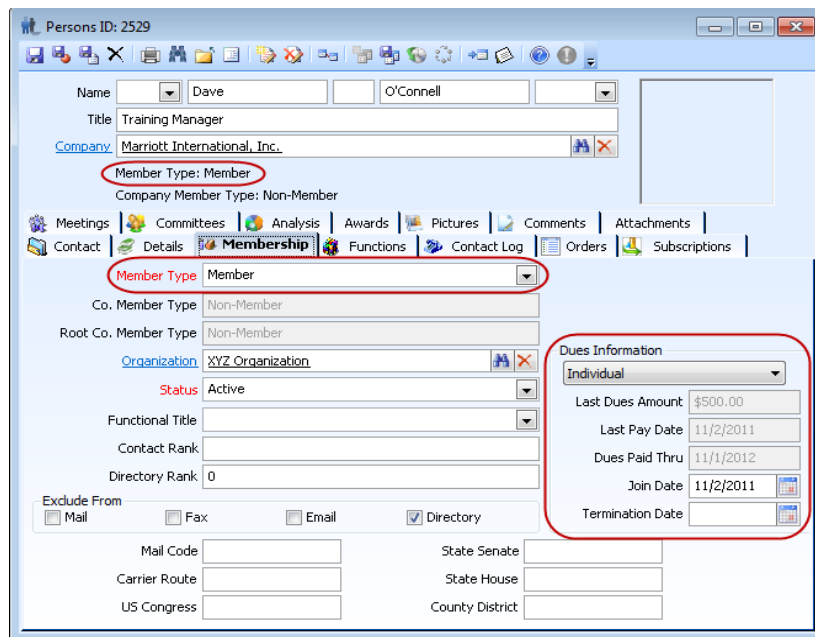 Persons ID: 2529
Name Dave O'Connell
Title Training Manager
Company Marriott International, Inc.
Member Type: Member
Company Member Type: Non-Member
Meetings Committees Analysis Awards Pictures Comments Attachments
Contact Details Membership Functions Contact Log Orders Subscriptions
Member Type Member
Co. Member Type Non-Member
Root Co. Member Type Non-Member
Organization XYZ Organization
Status Active
Functional Title
Contact Rank
Directory Rank 0
Dues Information
Individual
Last Dues Amount $500.00
Last Pay Date 11/2/2011
Dues Paid Thru 11/1/2012
Join Date 11/2/2011
Termination Date
Exclude From
Mail Fax Email Directory
Mail Code State Senate
Carrier Route State House
US Congress County District